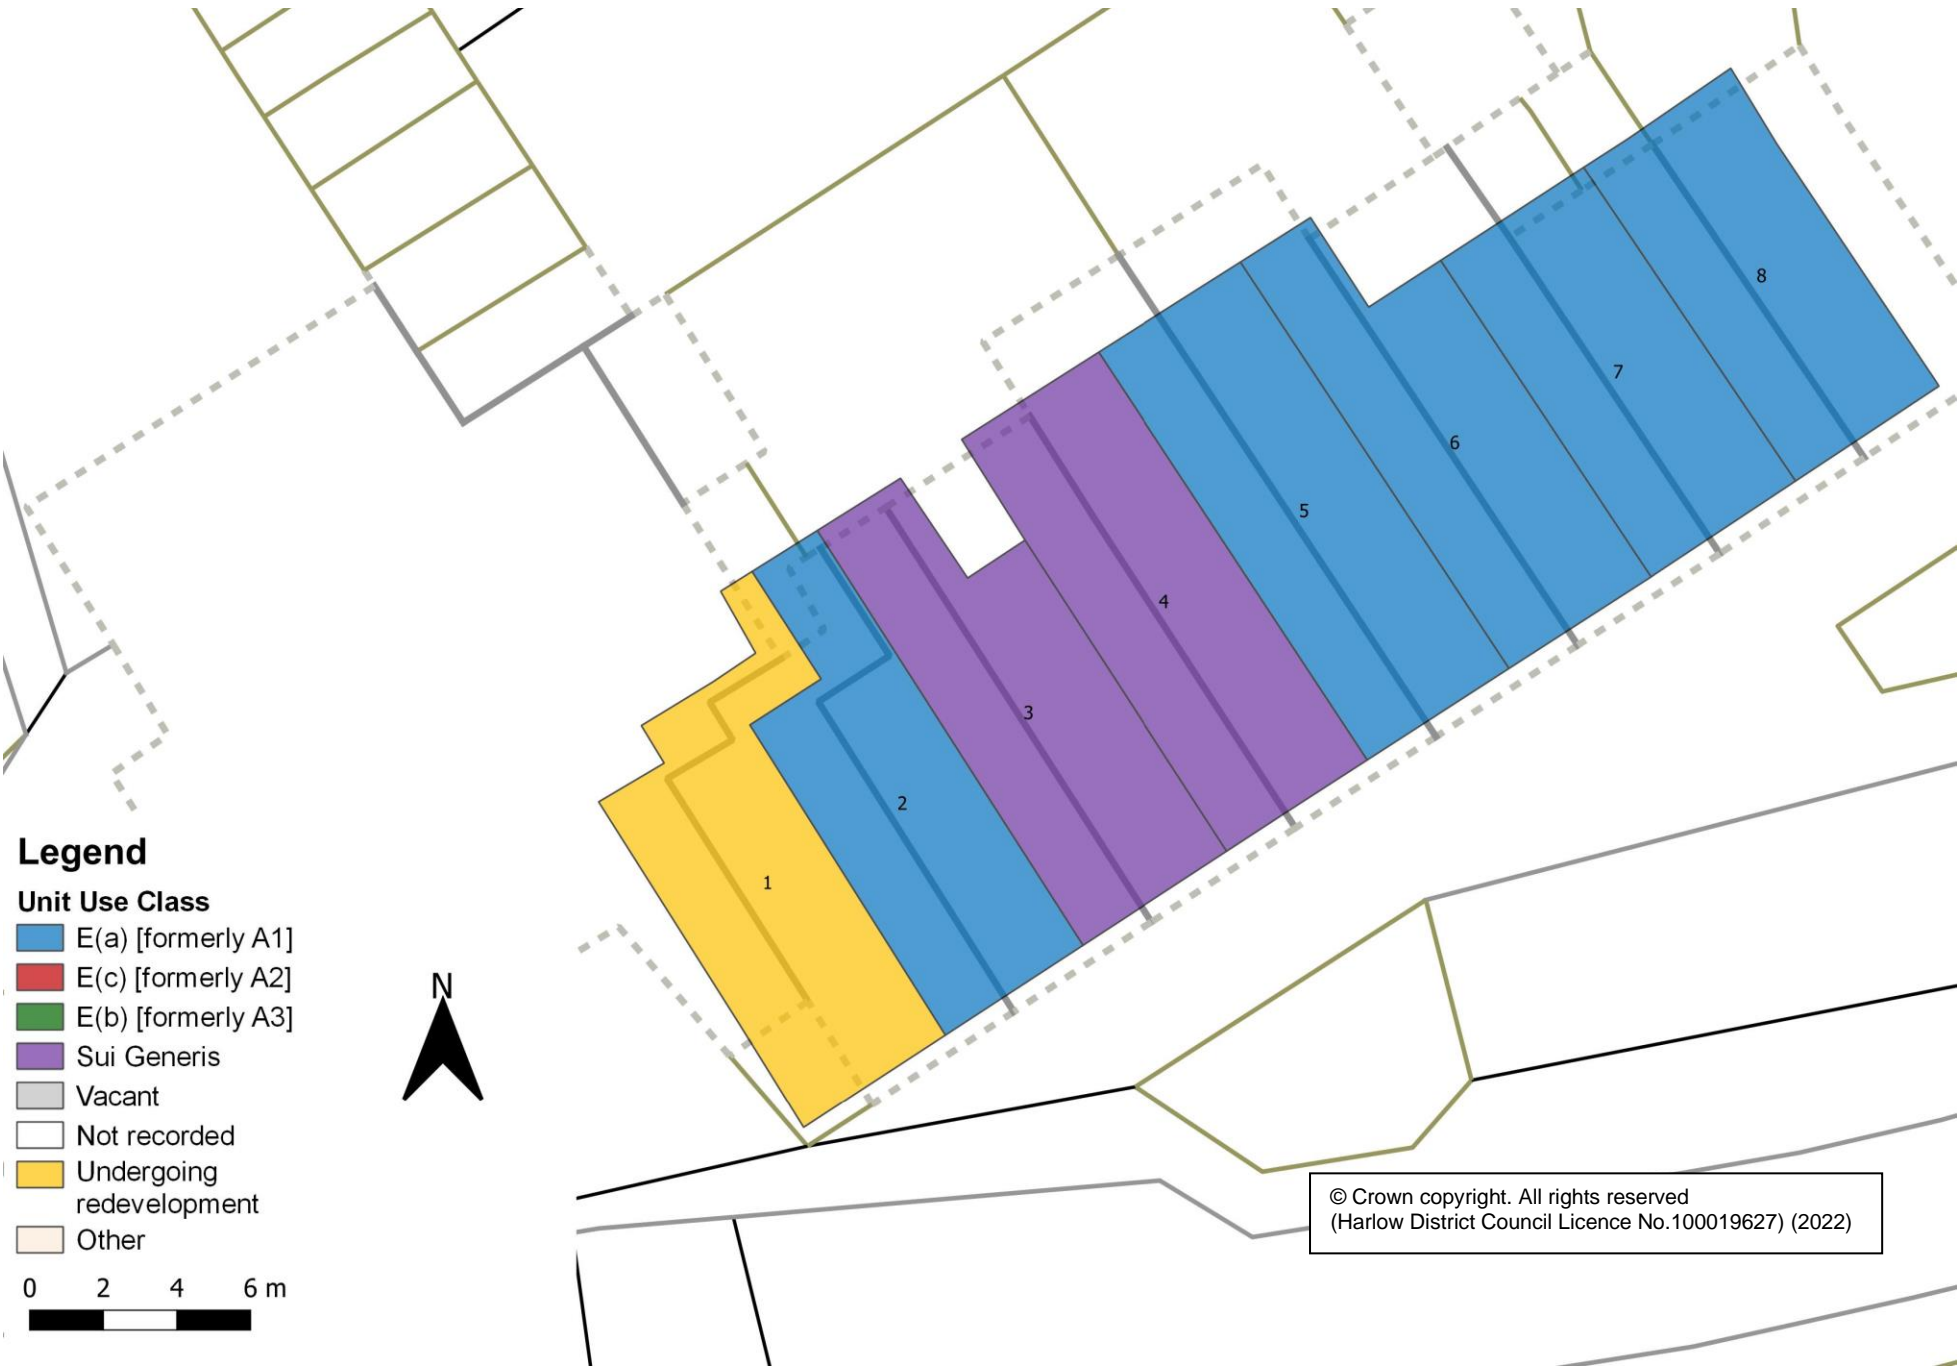 8
7
6
5
4
3
2
1
Legend
Unit Use Class
E(a) [formerly A1]
E(c) [formerly A2]
E(b) [formerly A3]
Sui Generis
Vacant
Not recorded
Undergoing
redevelopment
Other
0 2 4 6 m
N
© Crown copyright. All rights reserved
(Harlow District Council Licence No.100019627) (2022)